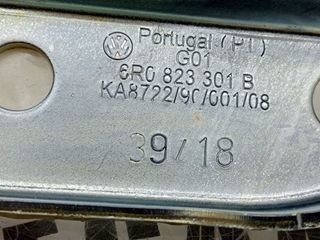 Portugal (PT)
G01
6R0 823 301 B
KA8722/90/001/08
39/18